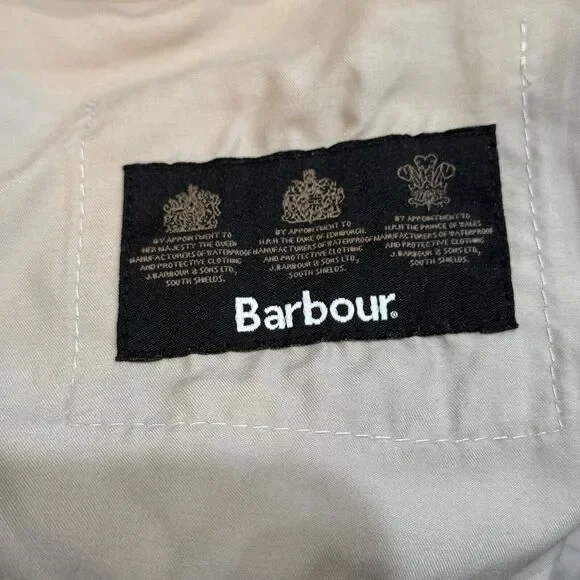 BY APPOINTMENT TO
HER MAJESTY THE QUEEN
MANUFACTURERS OF WATERPROOF
AND PROTECTIVE CLOTHING
J.BARBOUR & SONS LTD,
SOUTH SHIELDS.
BY APPOINTMENT TO
H.R.H THE DUKE OF EDINBURGH.
MANUFACTURERS OF WATERPROOF
AND PROTECTIVE CLOTHING
J.BARBOUR & SONS LTD,
SOUTH SHIELDS.
BY APPOINTMENT TO
H.R.H THE PRINCE OF WALES
MANUFACTURERS OF WATERPROOF
AND PROTECTIVE CLOTHING
J.BARBOUR & SONS LTD,
SOUTH SHIELDS.
Barbour®